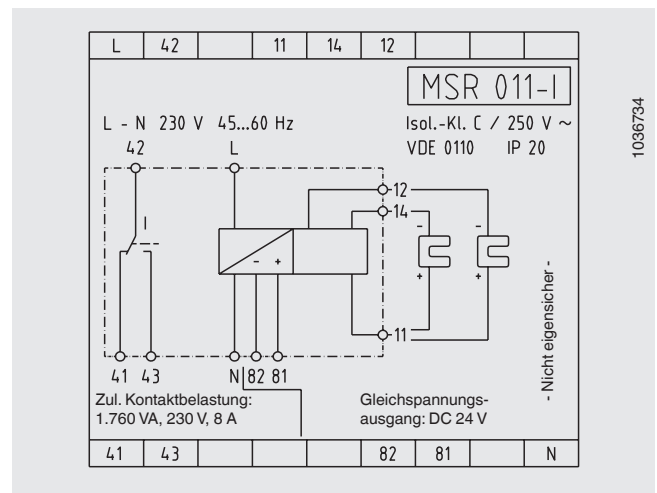 L 42 11 14 12
MSR 011-I
L - N 230 V 45...60 Hz
Isol.-Kl. C / 250 V ~
VDE 0110 IP 20
42 L
12
14
I
- -
- +
+ +
11
41 43 N 82 81
- Nicht eigensicher -
Zul. Kontaktbelastung:
1.760 VA, 230 V, 8 A
Gleichspannungs-
ausgang: DC 24 V
41 43 82 81 N
1036734